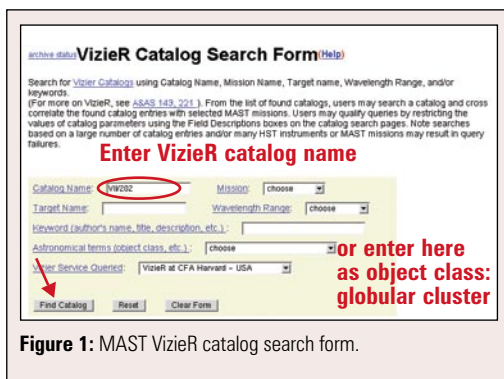 archive status VizieR Catalog Search Form (Help)
Search for Vizier Catalogs using Catalog Name, Mission Name, Target name, Wavelength Range, and/or
keywords.
(For more on VizieR, see A&AS 143, 221 ). From the list of found catalogs, users may search a catalog and cross
correlate the found catalog entries with selected MAST missions. Users may qualify queries by restricting the
values of catalog parameters using the Field Descriptions boxes on the catalog search pages. Note searches
based on a large number of catalog entries and/or many HST instruments or MAST missions may result in query
failures.
Enter VizieR catalog name
Catalog Name: VII/202 Mission: choose
Target Name: Wavelength Range: choose
Keyword (author's name, title, description, etc.) :
Astronomical terms (object class, etc.) : choose
Vizier Service Queried: VizieR at CFA Harvard - USA
or enter here
as object class:
globular cluster
Find Catalog Reset Clear Form
Figure 1: MAST VizieR catalog search form.